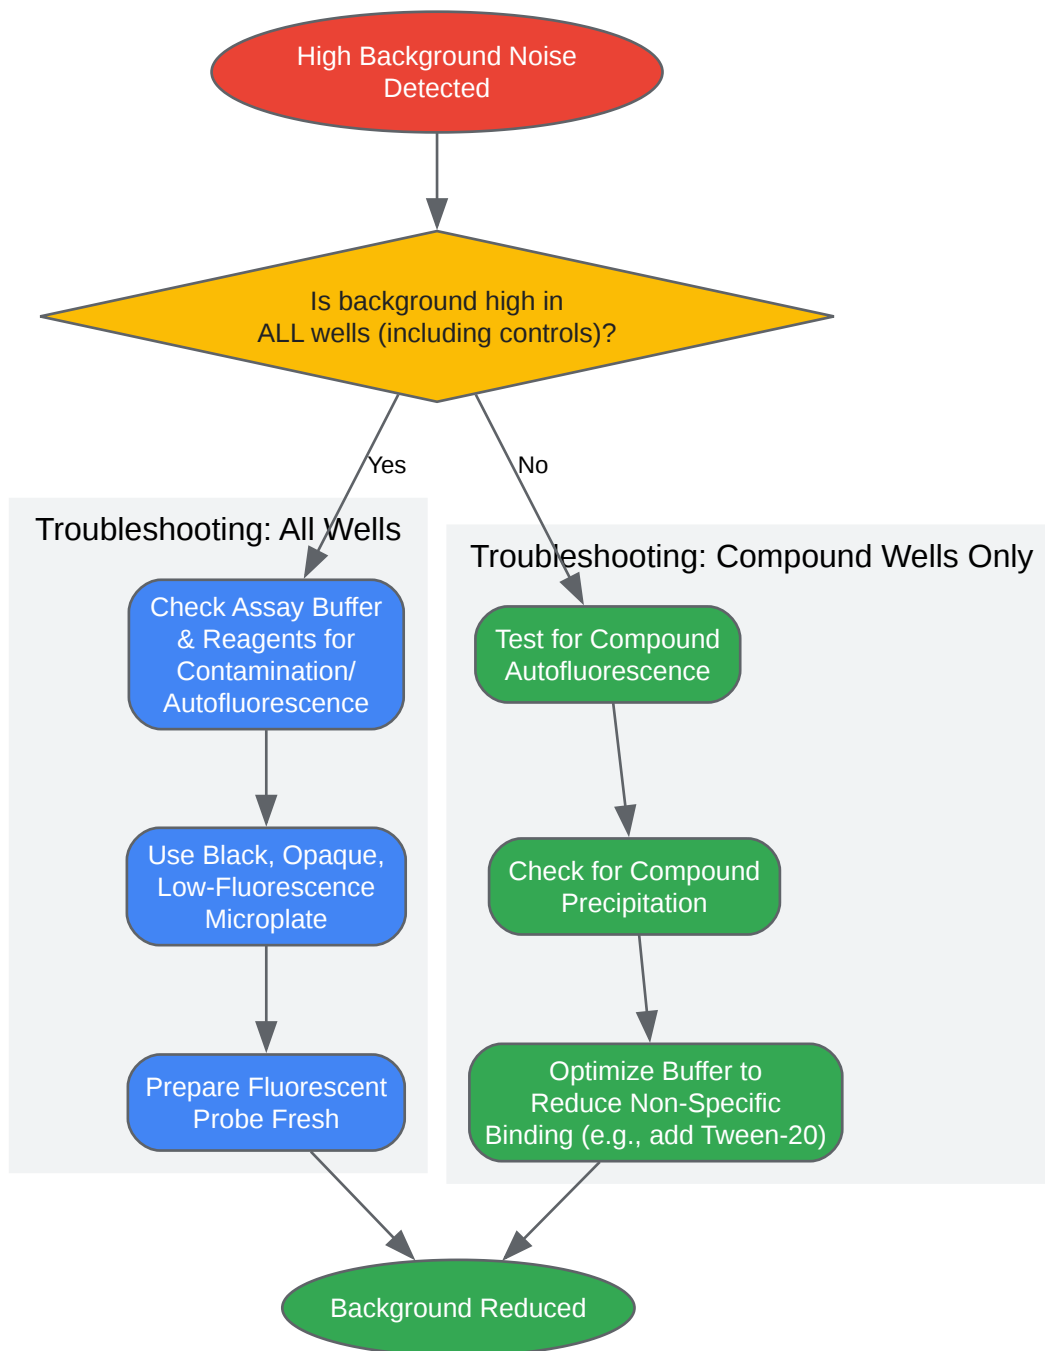 High Background Noise
Detected
Is background high in
ALL wells (including controls)?
Yes
No
Troubleshooting: All Wells
Check Assay Buffer
& Reagents for
Contamination/
Autofluorescence
Use Black, Opaque,
Low-Fluorescence
Microplate
Prepare Fluorescent
Probe Fresh
Troubleshooting: Compound Wells Only
Test for Compound
Autofluorescence
Check for Compound
Precipitation
Optimize Buffer to
Reduce Non-Specific
Binding (e.g., add Tween-20)
Background Reduced